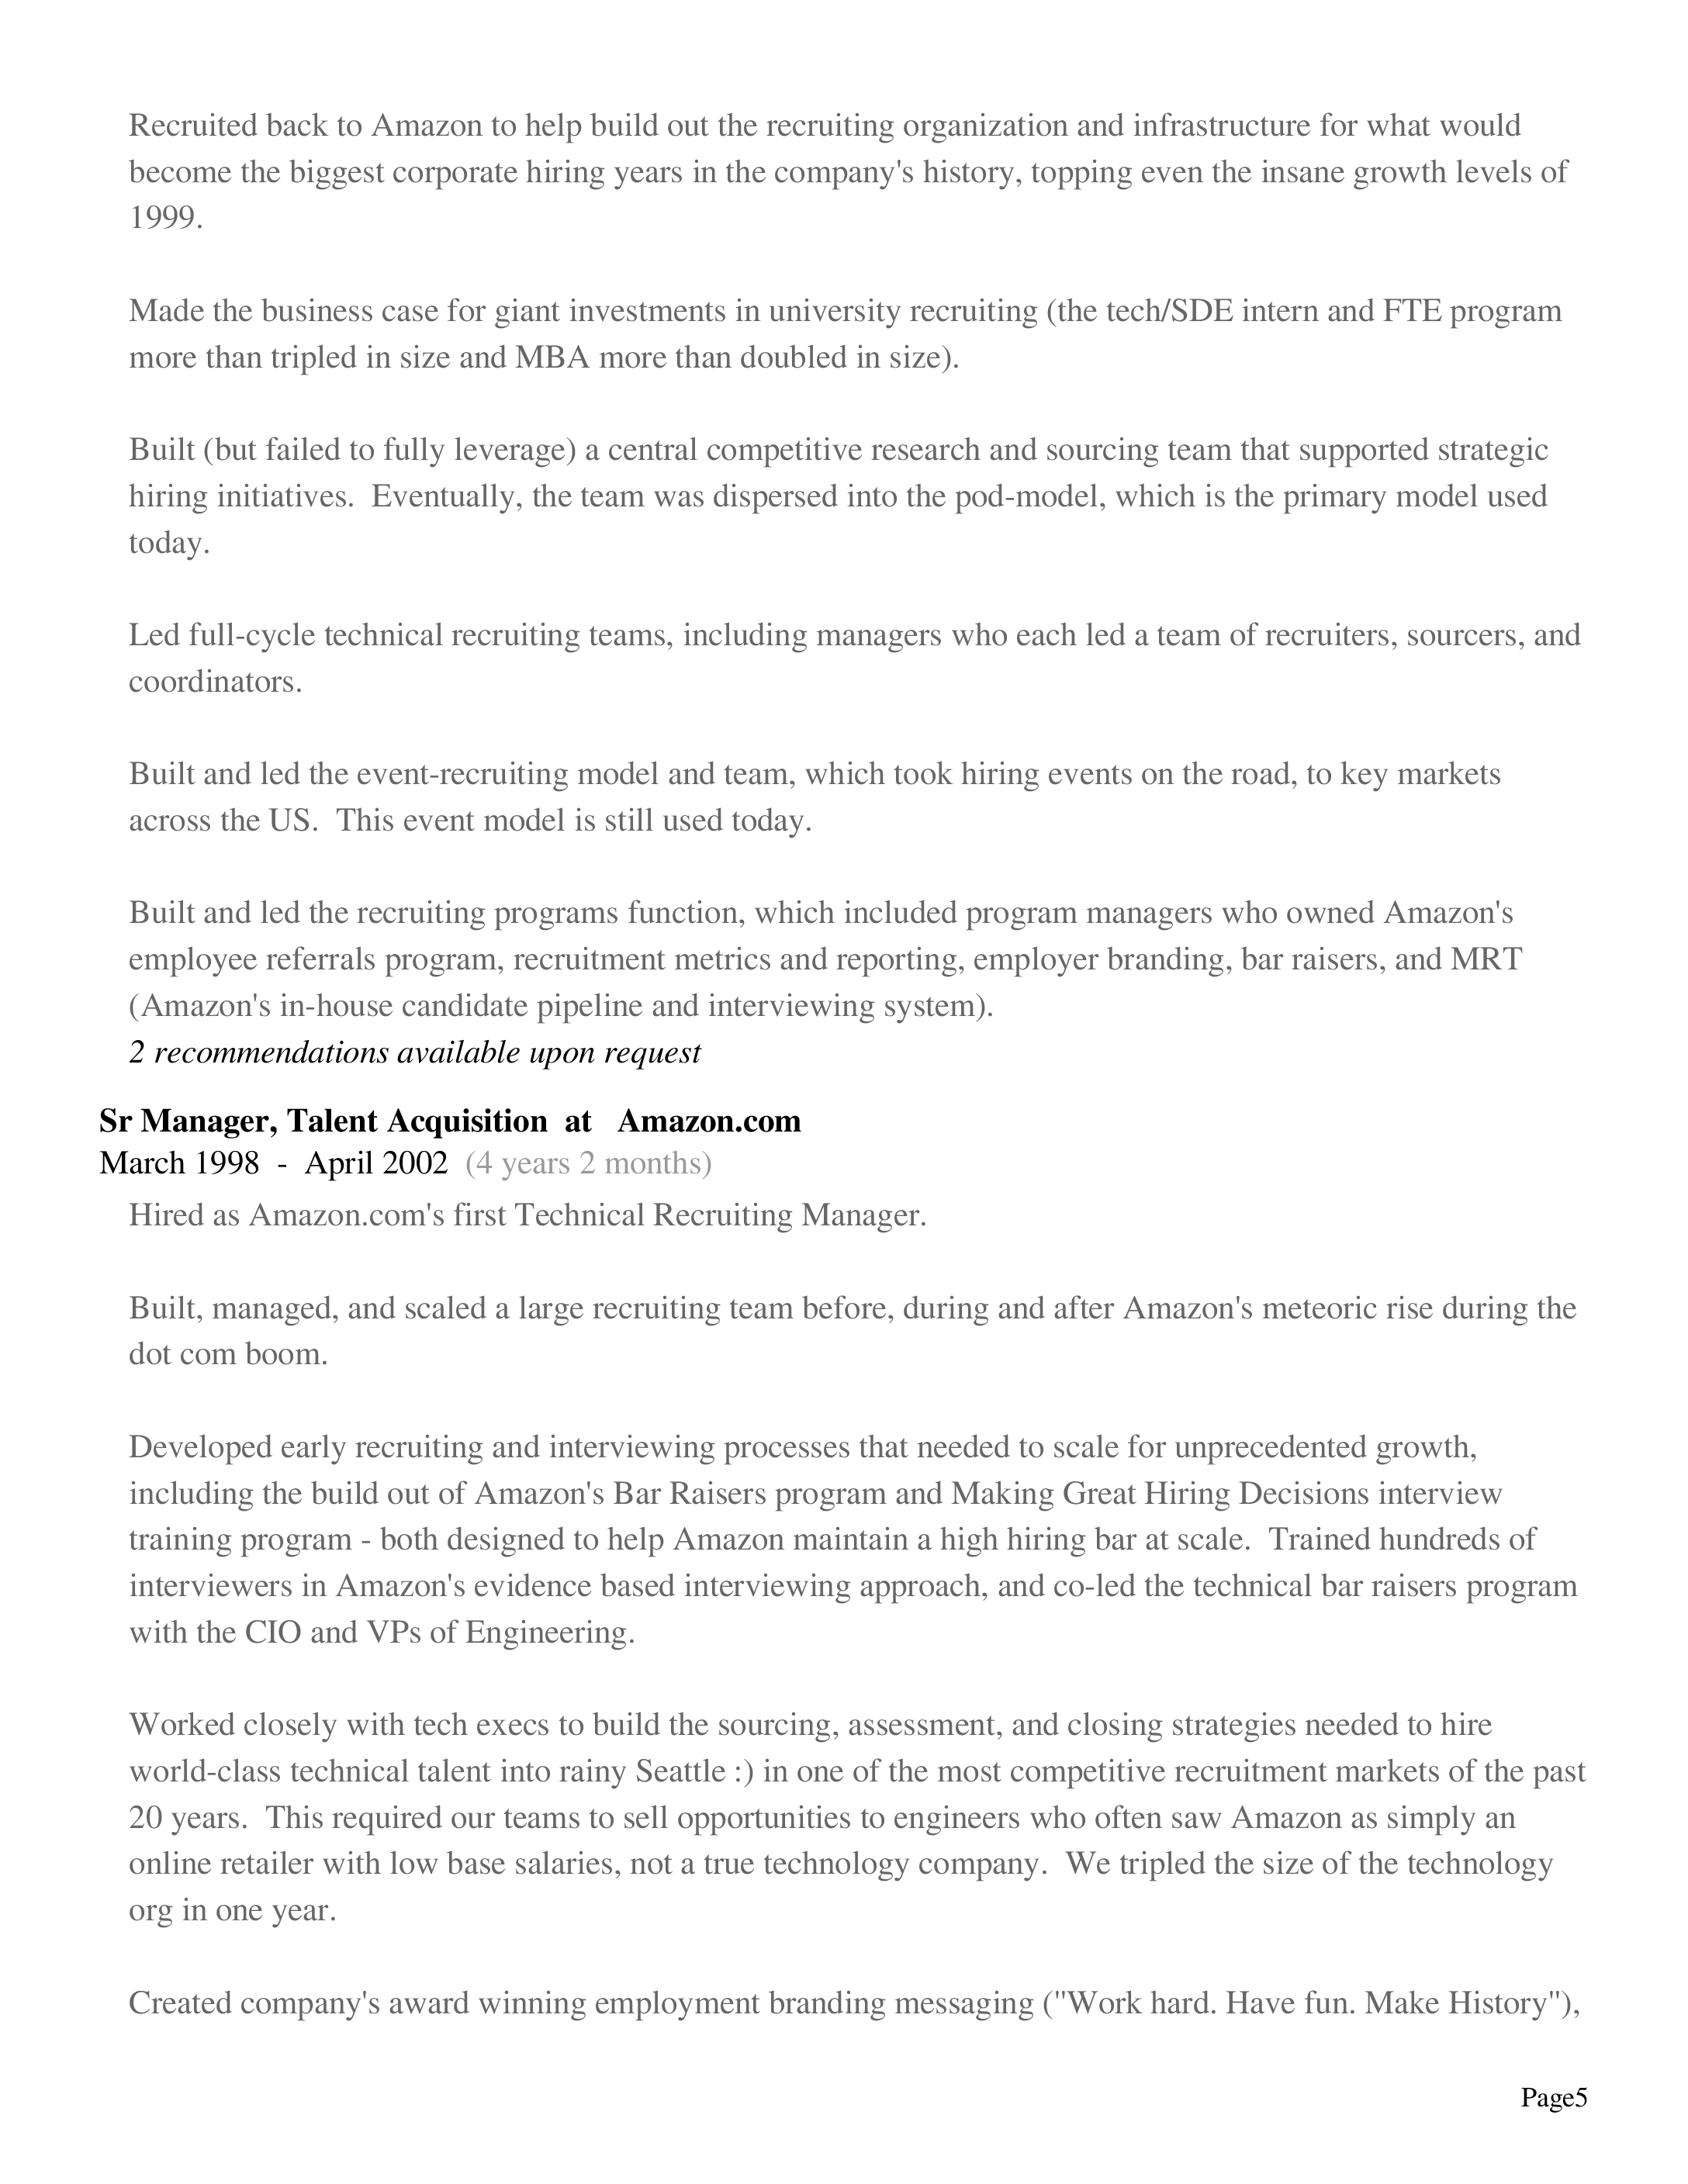 Recruited back to Amazon to help build out the recruiting organization and infrastructure for what would
become the biggest corporate hiring years in the company's history, topping even the insane growth levels of
1999.
Made the business case for giant investments in university recruiting (the tech/SDE intern and FTE program
more than tripled in size and MBA more than doubled in size).
Built (but failed to fully leverage) a central competitive research and sourcing team that supported strategic
hiring initiatives.  Eventually, the team was dispersed into the pod-model, which is the primary model used
today.
Led full-cycle technical recruiting teams, including managers who each led a team of recruiters, sourcers, and
coordinators.
Built and led the event-recruiting model and team, which took hiring events on the road, to key markets
across the US.  This event model is still used today.
Built and led the recruiting programs function, which included program managers who owned Amazon's
employee referrals program, recruitment metrics and reporting, employer branding, bar raisers, and MRT
(Amazon's in-house candidate pipeline and interviewing system).
2 recommendations available upon request
Sr Manager, Talent Acquisition  at   Amazon.com
March 1998  -  April 2002  (4 years 2 months)
Hired as Amazon.com's first Technical Recruiting Manager.
Built, managed, and scaled a large recruiting team before, during and after Amazon's meteoric rise during the
dot com boom.
Developed early recruiting and interviewing processes that needed to scale for unprecedented growth,
including the build out of Amazon's Bar Raisers program and Making Great Hiring Decisions interview
training program - both designed to help Amazon maintain a high hiring bar at scale.  Trained hundreds of
interviewers in Amazon's evidence based interviewing approach, and co-led the technical bar raisers program
with the CIO and VPs of Engineering.
Worked closely with tech execs to build the sourcing, assessment, and closing strategies needed to hire
world-class technical talent into rainy Seattle :) in one of the most competitive recruitment markets of the past
20 years.  This required our teams to sell opportunities to engineers who often saw Amazon as simply an
online retailer with low base salaries, not a true technology company.  We tripled the size of the technology
org in one year.
Created company's award winning employment branding messaging ("Work hard. Have fun. Make History"),
Page5